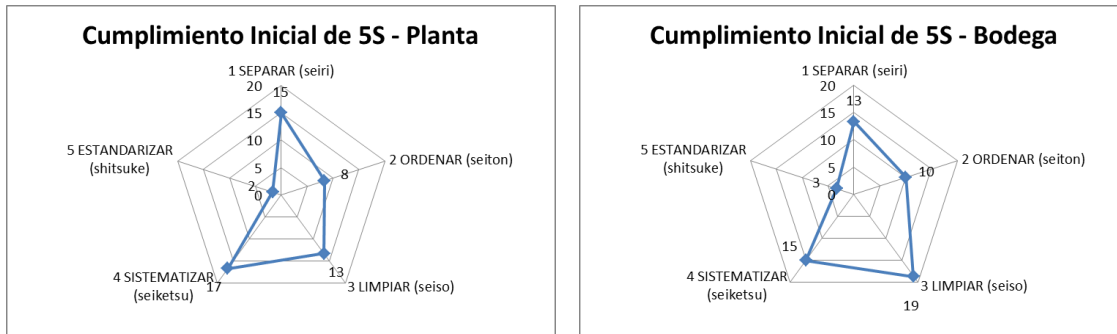 Cumplimiento Inicial de 5S - Planta
1 SEPARAR (seiri)
20
15
15
10
5
0
2 ORDENAR (seiton)
8
5 ESTANDARIZAR
(shitsuke)
2
13
3 LIMPIAR (seiso)
4 SISTEMATIZAR
(seiketsu)
17
Cumplimiento Inicial de 5S - Bodega
1 SEPARAR (seiri)
20
13
15
10
5
0
2 ORDENAR (seiton)
10
5 ESTANDARIZAR
(shitsuke)
3
15
4 SISTEMATIZAR
(seiketsu)
3 LIMPIAR (seiso)
19